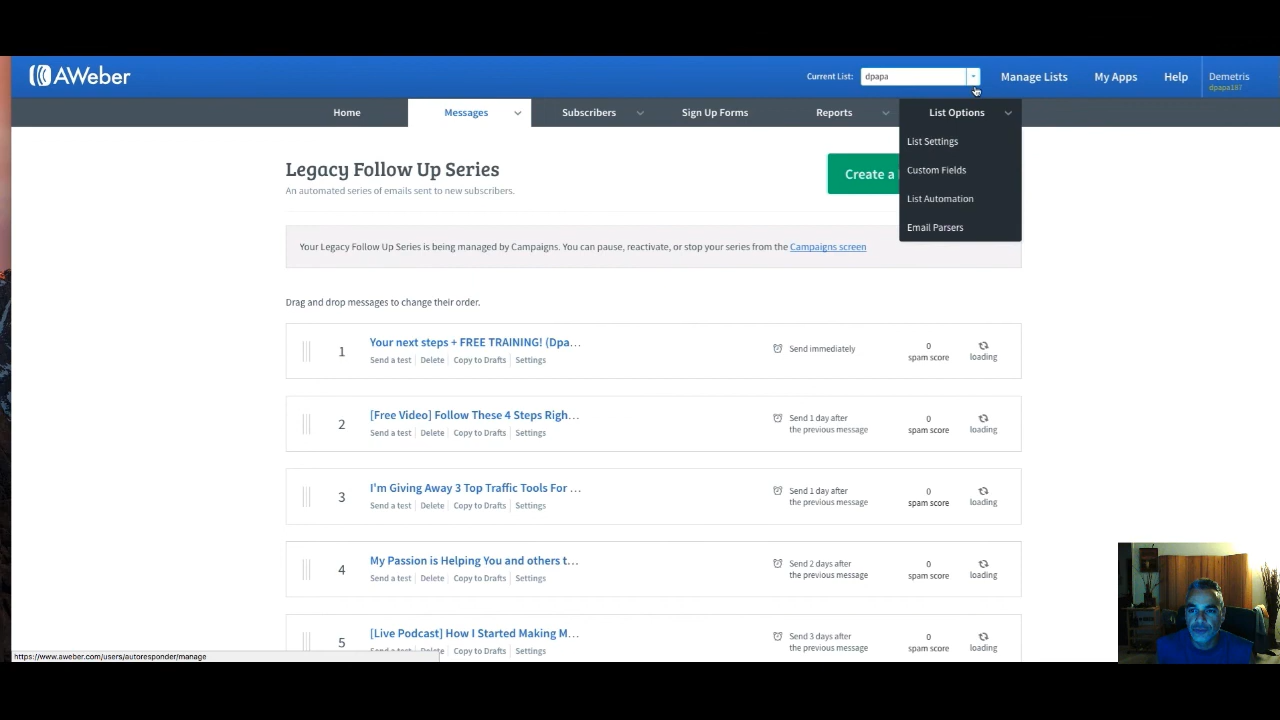 AWeber
Current List: dpapa
Manage Lists
My Apps
Help
Demetris
dpapa187
Home
Messages
Subscribers
Sign Up Forms
Reports
List Options
List Settings
Custom Fields
List Automation
Email Parsers
Legacy Follow Up Series
An automated series of emails sent to new subscribers.
Create a
Your Legacy Follow Up Series is being managed by Campaigns. You can pause, reactivate, or stop your series from the Campaigns screen
Drag and drop messages to change their order.
1
Your next steps + FREE TRAINING! (Dpa...
Send a test Delete Copy to Drafts Settings
Send immediately
0
spam score
loading
2
[Free Video] Follow These 4 Steps Righ...
Send a test Delete Copy to Drafts Settings
Send 1 day after
the previous message
0
spam score
loading
3
I'm Giving Away 3 Top Traffic Tools For ...
Send a test Delete Copy to Drafts Settings
Send 1 day after
the previous message
0
spam score
loading
4
My Passion is Helping You and others t...
Send a test Delete Copy to Drafts Settings
Send 2 days after
the previous message
0
spam score
loading
5
[Live Podcast] How I Started Making M...
Send a test Delete Copy to Drafts Settings
Send 3 days after
the previous message
0
spam score
loading
https://www.aweber.com/users/autoresponder/manage